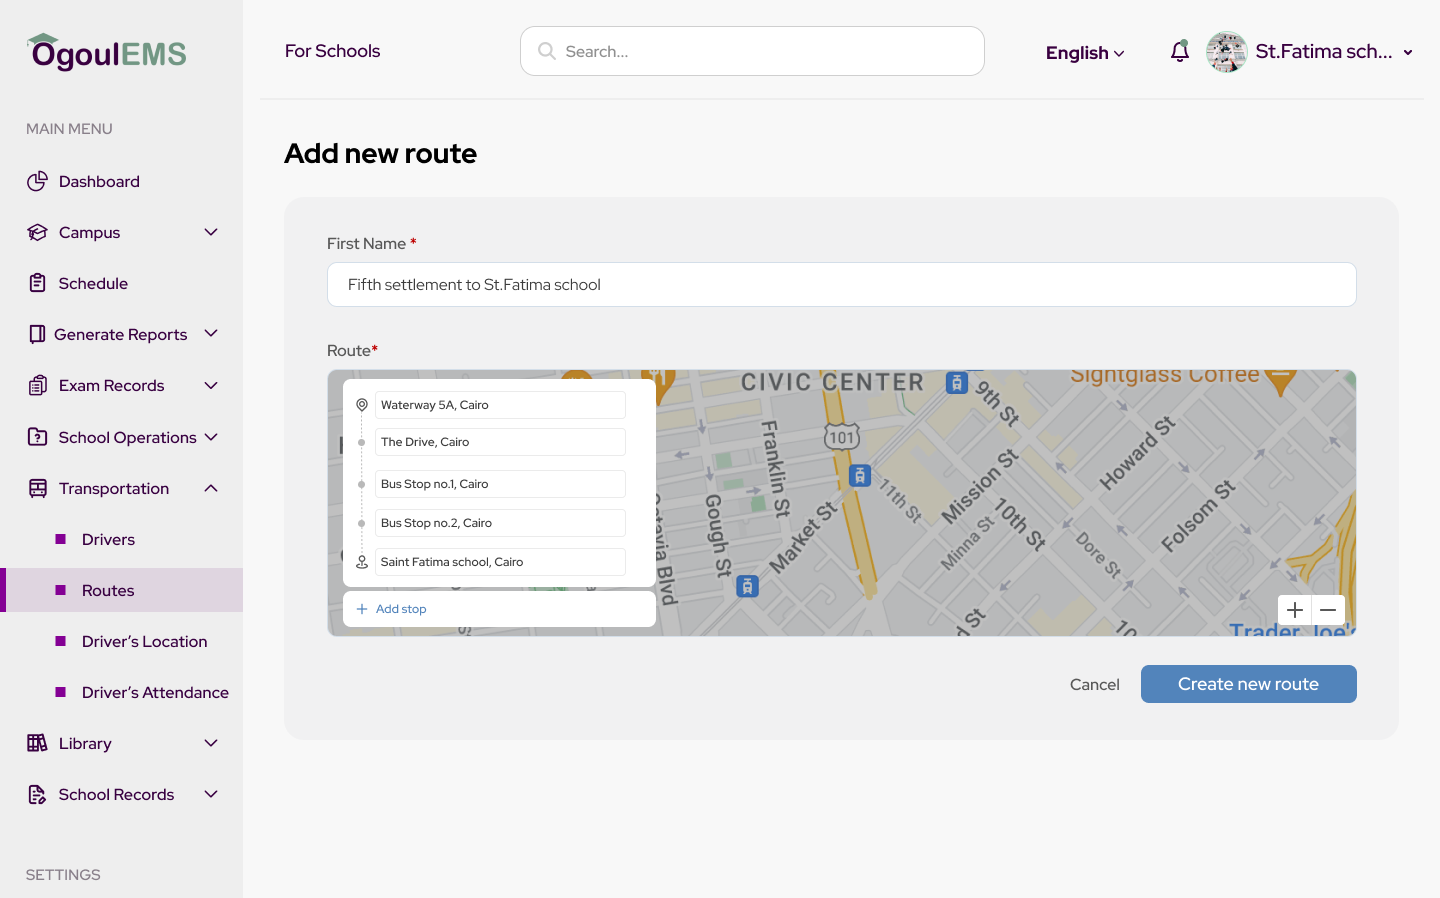 OgoulEMS
For Schools
Search...
English
St.Fatima sch...
MAIN MENU
Dashboard
Campus
Schedule
Generate Reports
Exam Records
School Operations
Transportation
Drivers
Routes
Driver's Location
Driver's Attendance
Library
School Records
SETTINGS
Add new route
First Name *
Fifth settlement to St.Fatima school
Route*
Waterway 5A, Cairo
The Drive, Cairo
Bus Stop no.1, Cairo
Bus Stop no.2, Cairo
Saint Fatima school, Cairo
+ Add stop
CIVIC CENTER
Sightglass Coffee
9th St
101
Franklin St
Gough St
Market St
11th St
Mission St
Minna St
10th St
Howard St
Dore St
Folsom St
Blvd
Trader Joe's
Cancel
Create new route